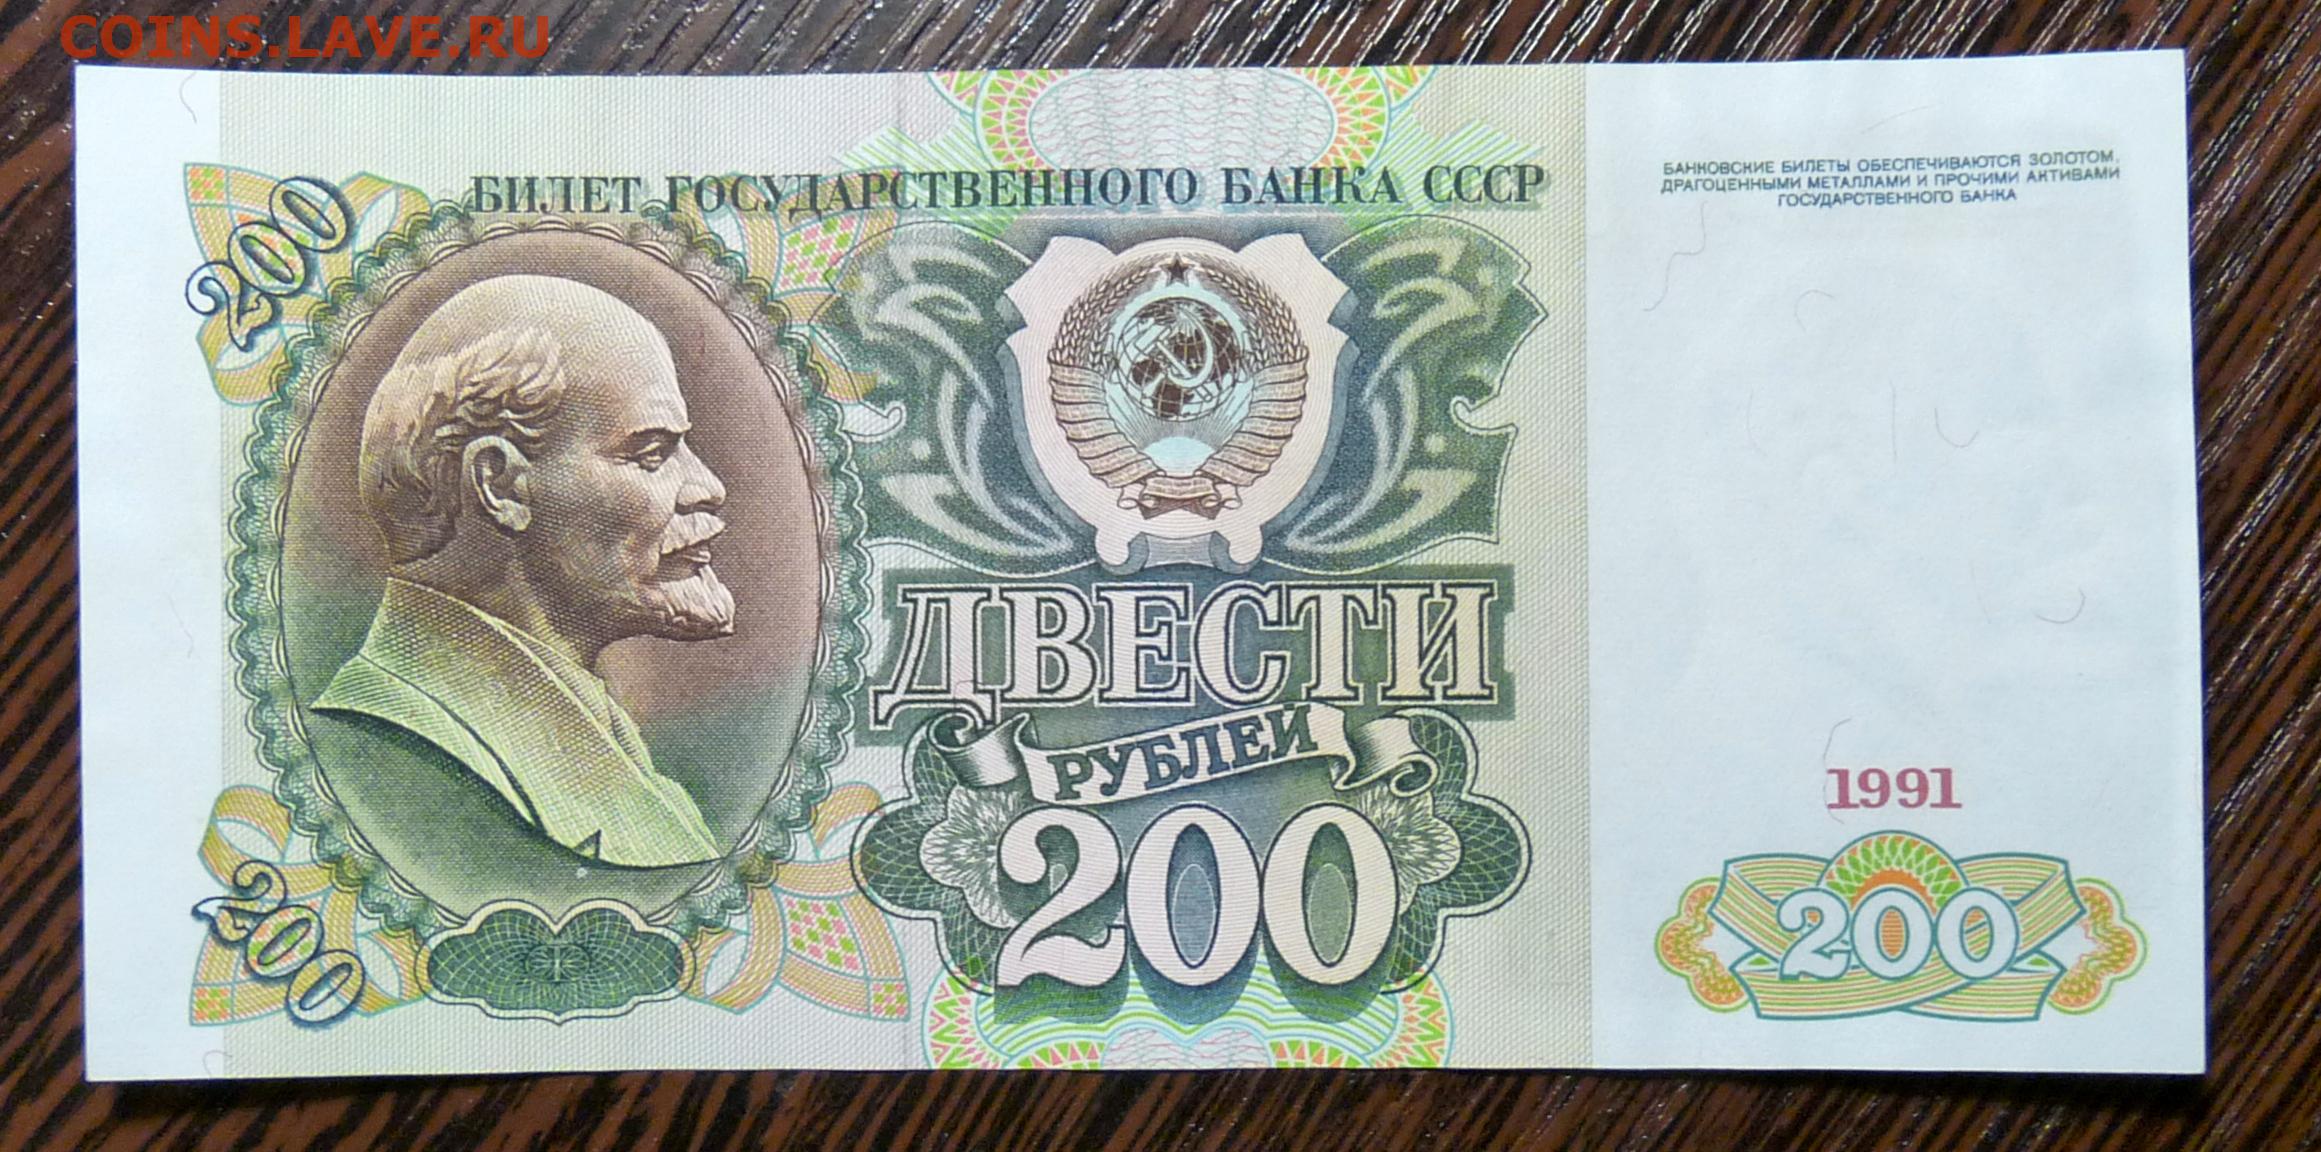 COINS.LAVE.RU
БИЛЕТ ГОСУДАРСТВЕННОГО БАНКА СССР
БАНКОВСКИЕ БИЛЕТЫ ОБЕСПЕЧИВАЮТСЯ ЗОЛОТОМ,
ДРАГОЦЕННЫМИ МЕТАЛЛАМИ И ПРОЧИМИ АКТИВАМИ
ГОСУДАРСТВЕННОГО БАНКА
200
ДВЕСТИ
РУБЛЕЙ
200
1991
200
200